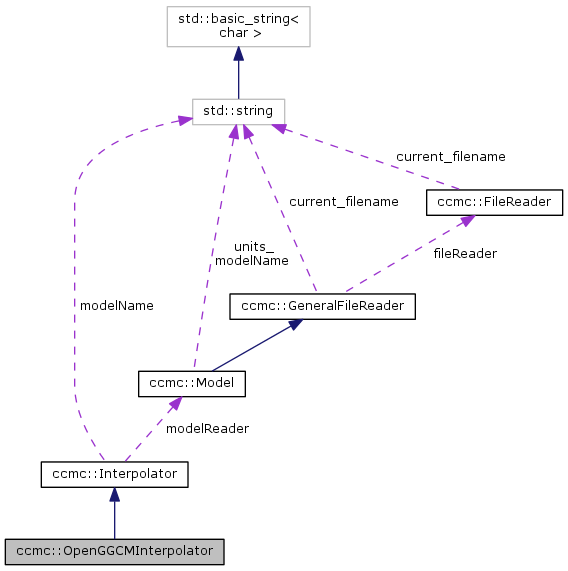 std::basic_string<
char >
std::string
current_filename
ccmc::FileReader
current_filename
units_
modelName
fileReader
modelName
ccmc::GeneralFileReader
ccmc::Model
modelReader
ccmc::Interpolator
ccmc::OpenGGCMInterpolator